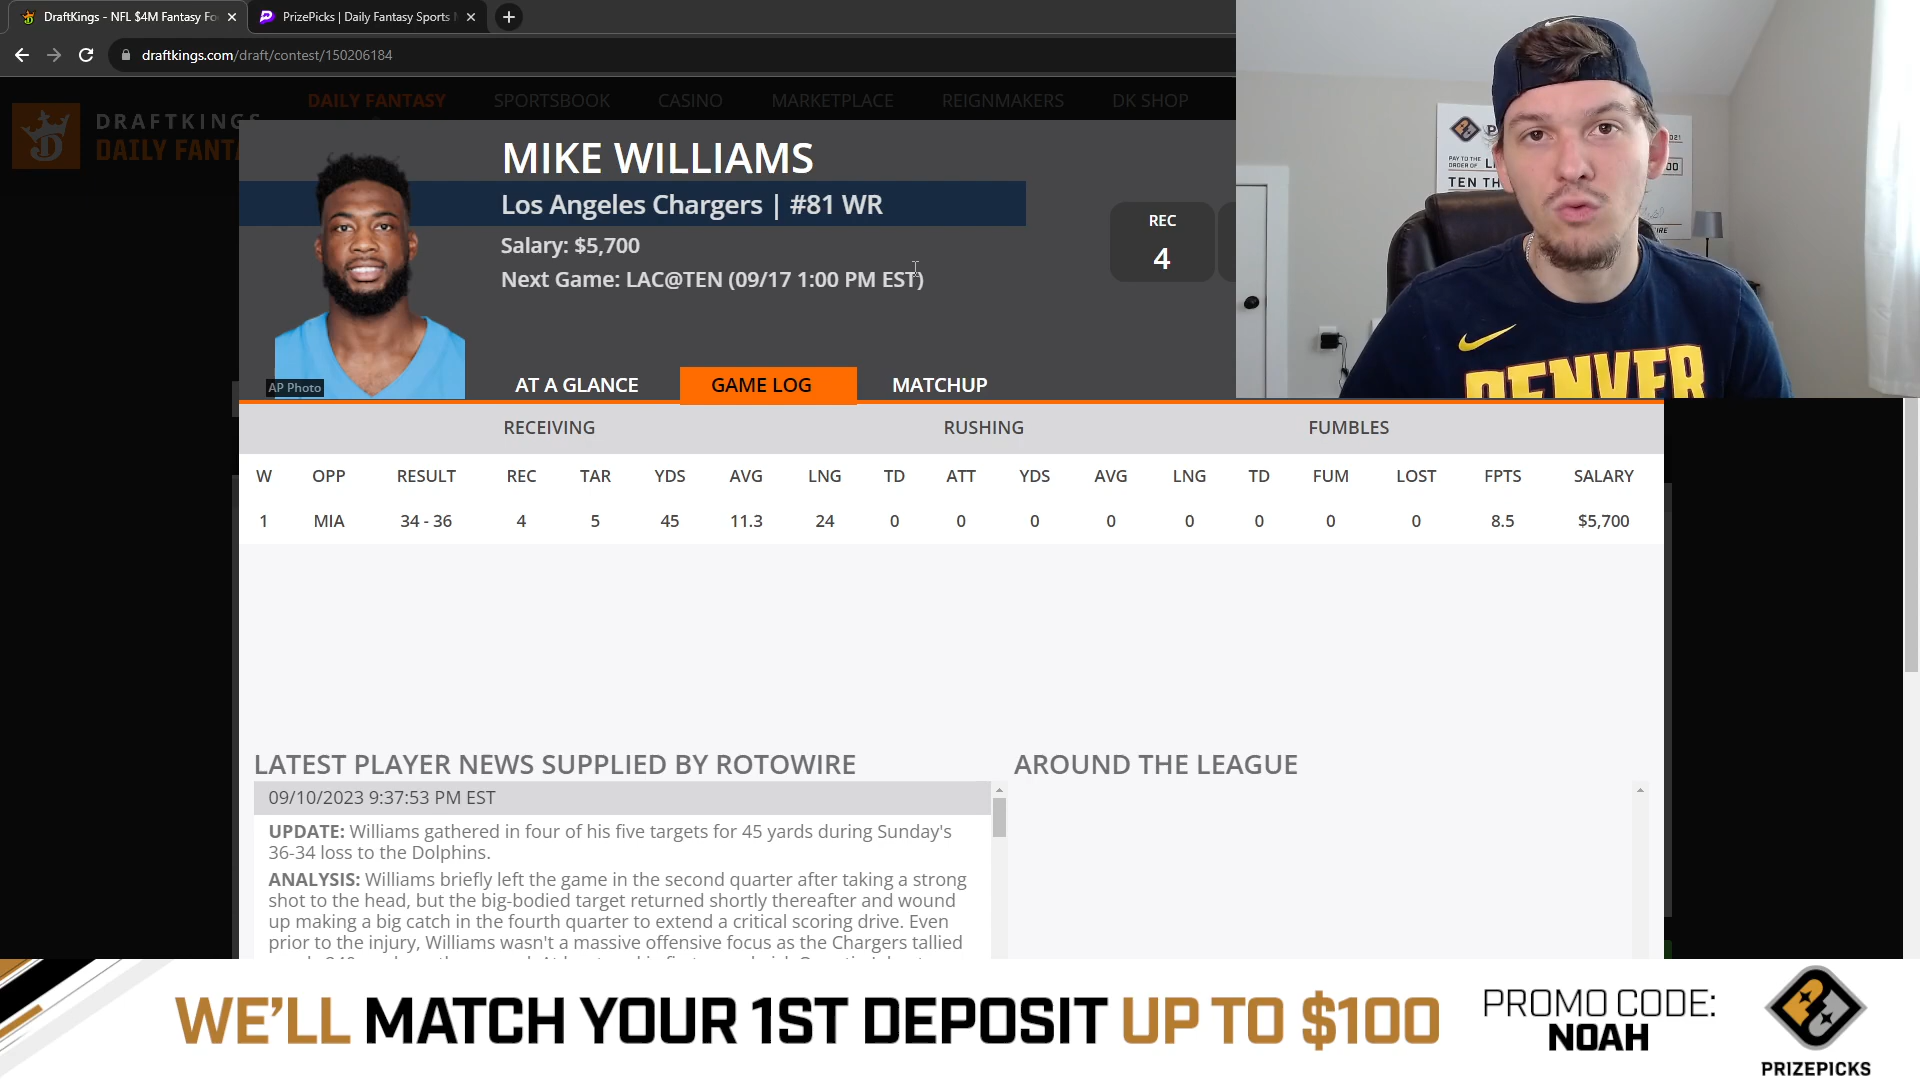 DraftKings - NFL $4M Fantasy Fo
PrizePicks | Daily Fantasy Sports
draftkings.com/draft/contest/150206184
DRAFTKINGS
DAILY FANTA
DAILY FANTASY
SPORTSBOOK
CASINO
MARKETPLACE
REIGNMAKERS
DK SHOP
MIKE WILLIAMS
Los Angeles Chargers | #81 WR
Salary: $5,700
Next Game: LAC@TEN (09/17 1:00 PM EST)
REC
4
AP Photo
AT A GLANCE
GAME LOG
MATCHUP
PAY TO THE
ORDER OF
TEN TH
DENVER
RECEIVING RUSHING FUMBLES
W OPP RESULT REC TAR YDS AVG LNG TD ATT YDS AVG LNG TD FUM LOST FPTS SALARY
1 MIA 34 - 36 4 5 45 11.3 24 0 0 0 0 0 0 0 0 8.5 $5,700
LATEST PLAYER NEWS SUPPLIED BY ROTOWIRE
09/10/2023 9:37:53 PM EST
UPDATE: Williams gathered in four of his five targets for 45 yards during Sunday's
36-34 loss to the Dolphins.
ANALYSIS: Williams briefly left the game in the second quarter after taking a strong
shot to the head, but the big-bodied target returned shortly thereafter and wound
up making a big catch in the fourth quarter to extend a critical scoring drive. Even
prior to the injury, Williams wasn't a massive offensive focus as the Chargers tallied
AROUND THE LEAGUE
WE'LL MATCH YOUR 1ST DEPOSIT UP TO $100
PROMO CODE:
NOAH
PRIZEPICKS